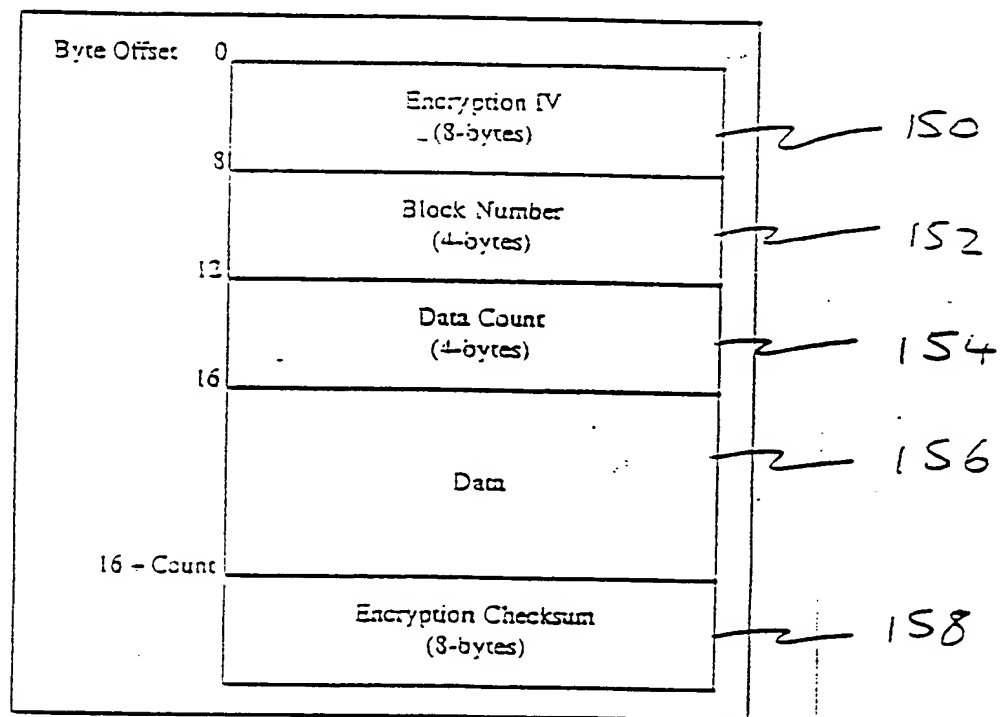 Byte Offset 0
Encryption IV
(8-bytes) 150
8
Block Number
(4-bytes) 152
12
Data Count
(4-bytes) 154
16
Data 156
16 + Count
Encryption Checksum
(8-bytes) 158